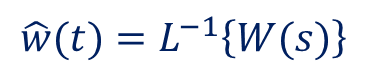 ŵ(t) = L⁻¹{W(s)}